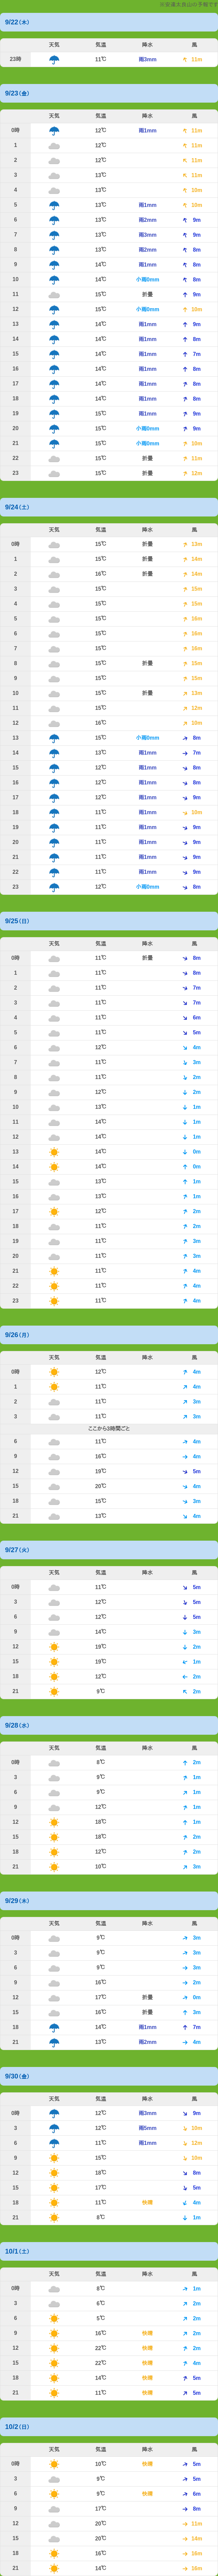 9/22（木）
天気 気温 降水 風
23時 11℃ 雨3mm 11m
9/23（金）
天気 気温 降水 風
0時 12℃ 雨1mm 11m
1 12℃ 11m
2 12℃ 11m
3 13℃ 11m
4 13℃ 10m
5 13℃ 雨1mm 10m
6 13℃ 雨2mm 9m
7 13℃ 雨3mm 9m
8 13℃ 雨2mm 8m
9 14℃ 雨1mm 8m
10 14℃ 小雨0mm 8m
11 15℃ 折曇 9m
12 15℃ 小雨0mm 10m
13 14℃ 雨1mm 9m
14 14℃ 雨1mm 8m
15 14℃ 雨1mm 7m
16 14℃ 雨1mm 8m
17 14℃ 雨1mm 8m
18 14℃ 雨1mm 8m
19 15℃ 雨1mm 9m
20 15℃ 小雨0mm 9m
21 15℃ 小雨0mm 10m
22 15℃ 折曇 11m
23 15℃ 折曇 12m
9/24（土）
天気 気温 降水 風
0時 15℃ 折曇 13m
1 15℃ 折曇 14m
2 16℃ 折曇 14m
3 15℃ 15m
4 15℃ 15m
5 15℃ 16m
6 15℃ 16m
7 15℃ 16m
8 15℃ 折曇 15m
9 15℃ 15m
10 15℃ 折曇 13m
11 15℃ 12m
12 16℃ 10m
13 15℃ 小雨0mm 8m
14 13℃ 雨1mm 7m
15 12℃ 雨1mm 8m
16 12℃ 雨1mm 8m
17 12℃ 雨1mm 9m
18 11℃ 雨1mm 10m
19 11℃ 雨1mm 9m
20 11℃ 雨1mm 9m
21 11℃ 雨1mm 9m
22 11℃ 雨1mm 9m
23 12℃ 小雨0mm 8m
9/25（日）
天気 気温 降水 風
0時 11℃ 折曇 8m
1 11℃ 8m
2 11℃ 7m
3 11℃ 7m
4 11℃ 6m
5 11℃ 5m
6 12℃ 4m
7 11℃ 3m
8 11℃ 2m
9 12℃ 2m
10 13℃ 1m
11 14℃ 1m
12 14℃ 1m
13 14℃ 0m
14 14℃ 0m
15 13℃ 1m
16 13℃ 1m
17 12℃ 2m
18 11℃ 2m
19 11℃ 3m
20 11℃ 3m
21 11℃ 4m
22 11℃ 4m
23 11℃ 4m
9/26（月）
天気 気温 降水 風
0時 12℃ 4m
1 11℃ 4m
2 11℃ 3m
3 11℃ 3m
ここから3時間ごと
6 11℃ 4m
9 16℃ 4m
12 19℃ 5m
15 20℃ 4m
18 15℃ 3m
21 13℃ 4m
9/27（火）
天気 気温 降水 風
0時 11℃ 5m
3 12℃ 5m
6 12℃ 5m
9 14℃ 3m
12 19℃ 2m
15 19℃ 1m
18 12℃ 2m
21 9℃ 2m
9/28（水）
天気 気温 降水 風
0時 8℃ 2m
3 9℃ 1m
6 9℃ 1m
9 12℃ 1m
12 18℃ 1m
15 18℃ 2m
18 12℃ 2m
21 10℃ 3m
9/29（木）
天気 気温 降水 風
0時 9℃ 3m
3 9℃ 3m
6 9℃ 3m
9 16℃ 2m
12 17℃ 折曇 0m
15 16℃ 折曇 3m
18 14℃ 雨1mm 7m
21 13℃ 雨2mm 4m
9/30（金）
天気 気温 降水 風
0時 12℃ 雨3mm 9m
3 12℃ 雨5mm 10m
6 11℃ 雨1mm 12m
9 15℃ 10m
12 18℃ 8m
15 17℃ 5m
18 11℃ 快晴 4m
21 8℃ 1m
10/1（土）
天気 気温 降水 風
0時 8℃ 1m
3 6℃ 2m
6 5℃ 2m
9 16℃ 快晴 2m
12 22℃ 快晴 2m
15 22℃ 快晴 4m
18 14℃ 快晴 5m
21 11℃ 快晴 5m
10/2（日）
天気 気温 降水 風
0時 10℃ 快晴 5m
3 9℃ 5m
6 9℃ 快晴 6m
9 17℃ 8m
12 20℃ 11m
15 20℃ 14m
18 16℃ 16m
21 14℃ 16m